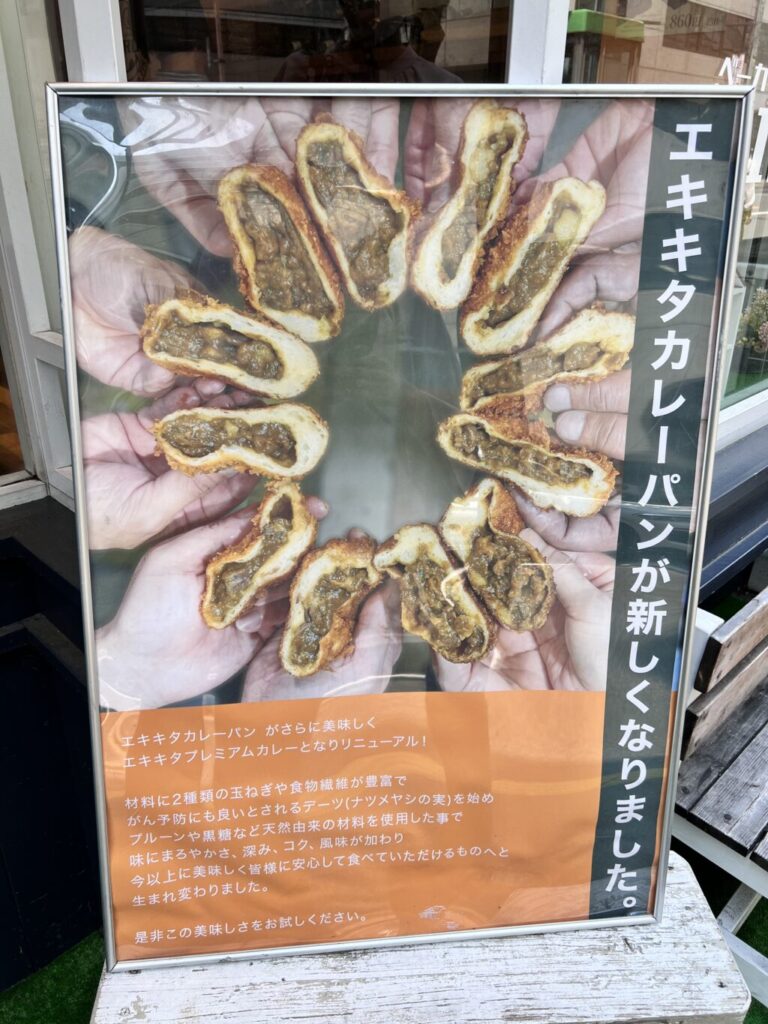 エキキタカレーパンが新しくなりました。
エキキタカレーパン がさらに美味しく
エキキタプレミアムカレーとなりリニューアル！
材料に2種類の玉ねぎや食物繊維が豊富で
がん予防にも良いとされるデーツ(ナツメヤシの実)を始め
プルーンや黒糖など天然由来の材料を使用した事で
味にまろやかさ、深み、コク、風味が加わり
今以上に美味しく皆様に安心して食べていただけるものへと
生まれ変わりました。
是非この美味しさをお試しください。
ベーカ